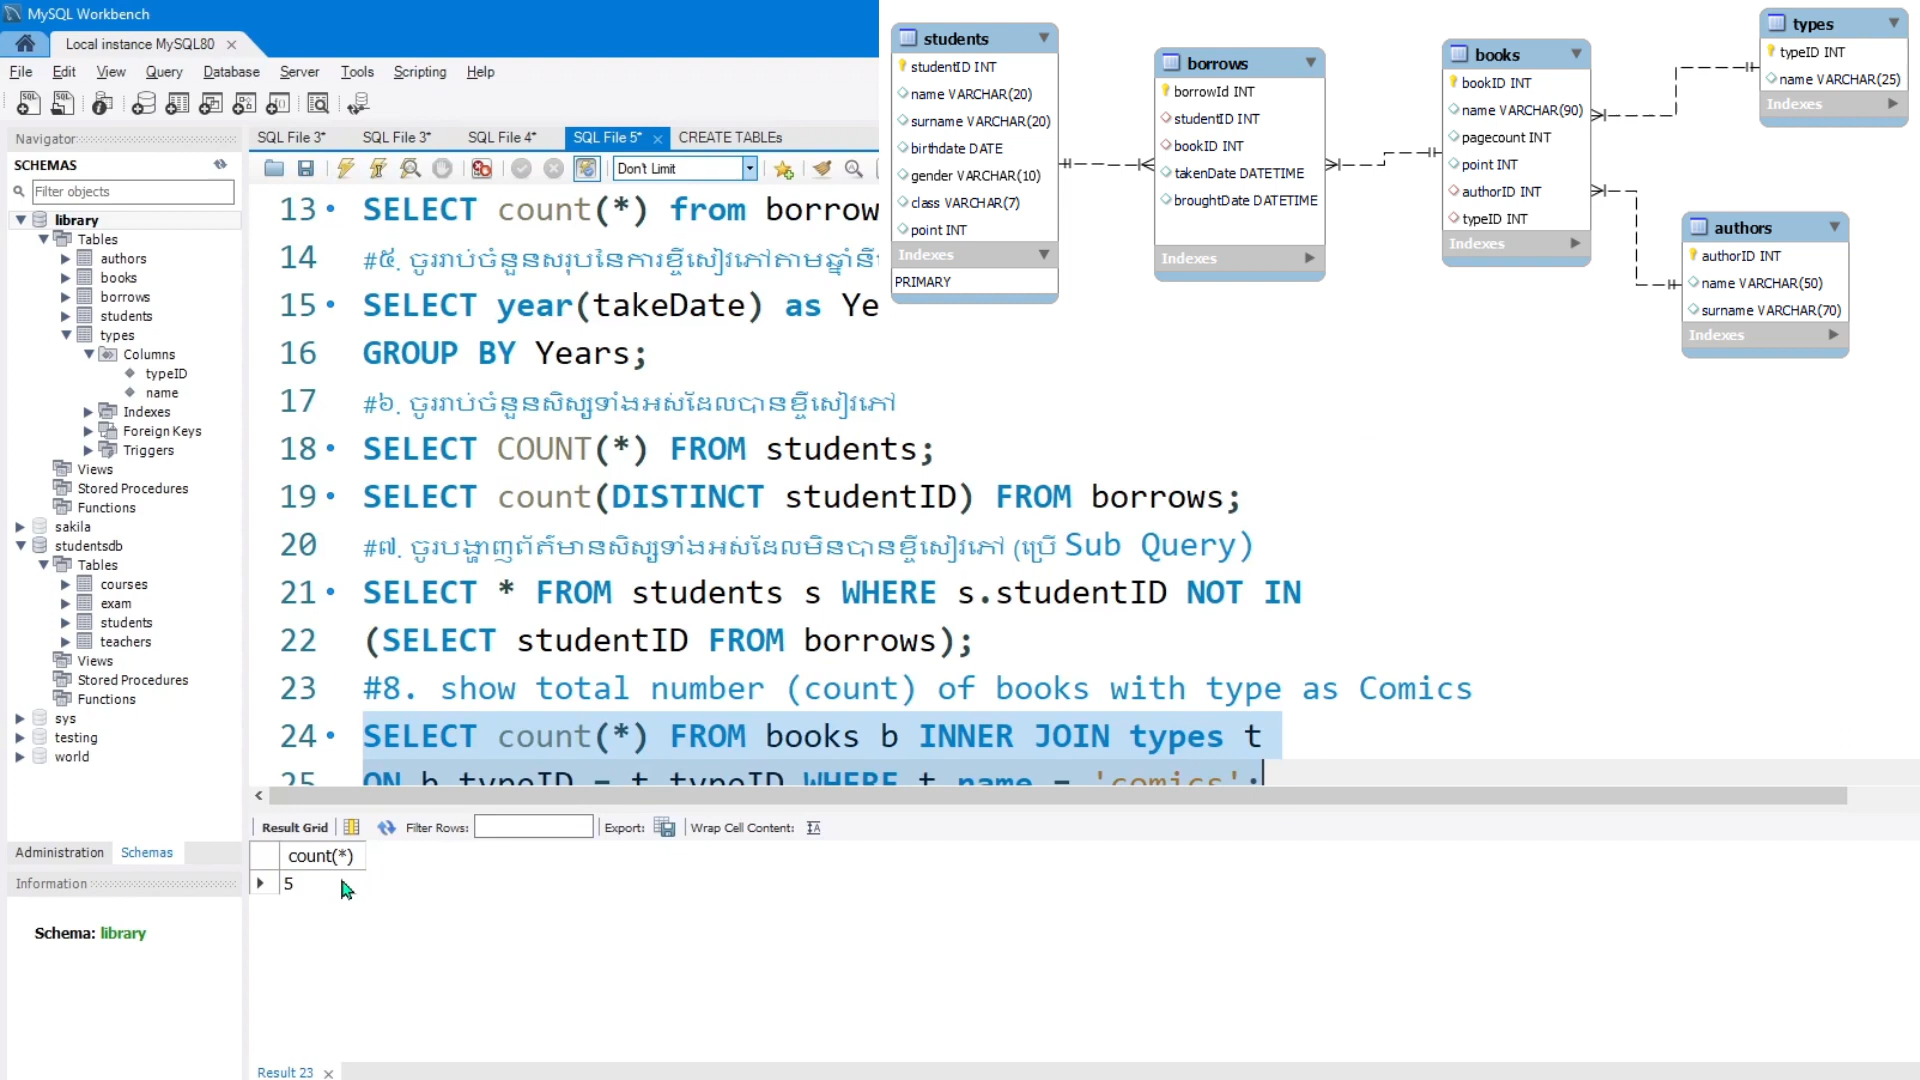 MySQL Workbench
Local instance MySQL80
File Edit View Query Database Server Tools Scripting Help
Navigator
SCHEMAS
Filter objects
library
Tables
authors
books
borrows
students
types
Columns
typeID
name
Indexes
Foreign Keys
Triggers
Views
Stored Procedures
Functions
sakila
studentsdb
Tables
courses
exam
students
teachers
Views
Stored Procedures
Functions
sys
testing
world
Administration Schemas
Information
Schema: library
SQL File 3* SQL File 3* SQL File 4* SQL File 5* CREATE TABLEs
Don't Limit
13 SELECT count(*) from borrow
14 #៥. ចូររាប់ចំនួនសរុបនៃការខ្ចីសៀវភៅតាមឆ្នាំនី
15 SELECT year(takeDate) as Ye
16 GROUP BY Years;
17 #៦. ចូររាប់ចំនួនសិស្សទាំងអស់ដែលបានខ្ចីសៀវភៅ
18 SELECT COUNT(*) FROM students;
19 SELECT count(DISTINCT studentID) FROM borrows;
20 #៧. ចូរបង្ហាញព័ត៌មានសិស្សទាំងអស់ដែលមិនបានខ្ចីសៀវភៅ (ប្រើ Sub Query)
21 SELECT * FROM students s WHERE s.studentID NOT IN
22 (SELECT studentID FROM borrows);
23 #8. show total number (count) of books with type as Comics
24 SELECT count(*) FROM books b INNER JOIN types t
25 ON b.typeID = t.typeID WHERE t.name = 'comics';
Result Grid Filter Rows: Export: Wrap Cell Content:
count(*)
5
Result 23
students
studentID INT
name VARCHAR(20)
surname VARCHAR(20)
birthdate DATE
gender VARCHAR(10)
class VARCHAR(7)
point INT
Indexes
PRIMARY
borrows
borrowId INT
studentID INT
bookID INT
takenDate DATETIME
broughtDate DATETIME
Indexes
books
bookID INT
name VARCHAR(90)
pagecount INT
point INT
authorID INT
typeID INT
Indexes
types
typeID INT
name VARCHAR(25)
Indexes
authors
authorID INT
name VARCHAR(50)
surname VARCHAR(70)
Indexes